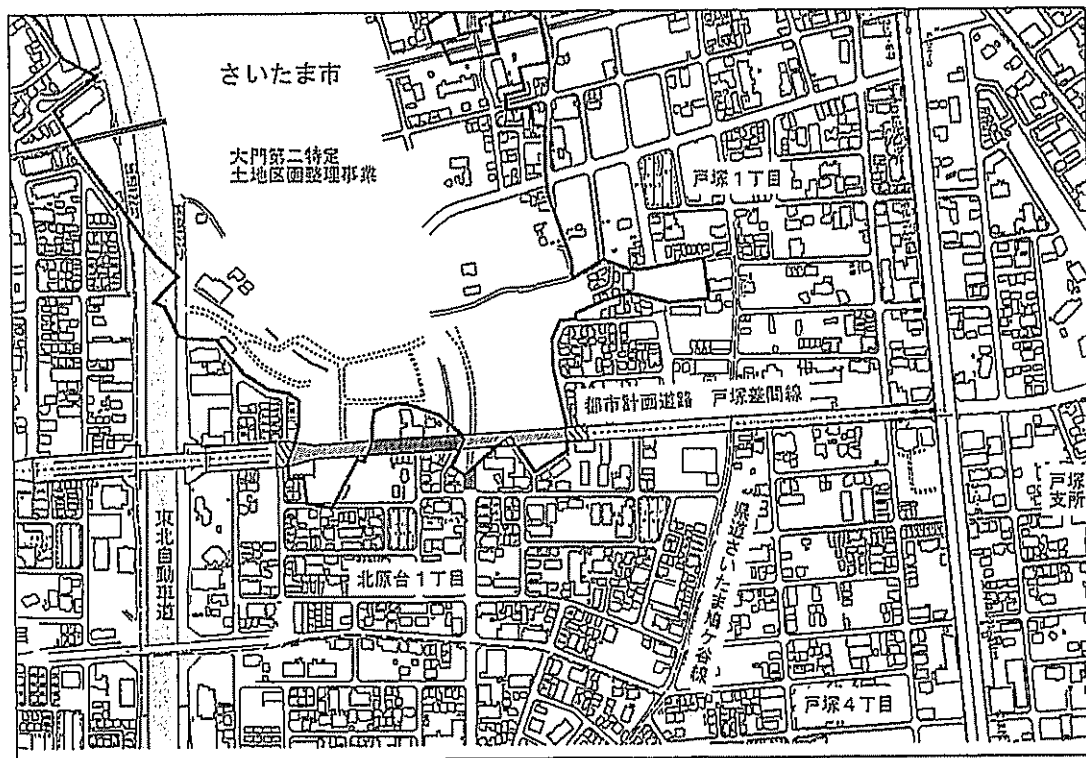 さいたま市
大門第二特定
土地区画整理事業
戸塚1丁目
都市計画道路　戸塚差間線
戸塚
支所
東北自動車道
北原台1丁目
県道さいたま鳩ケ谷線
戸塚4丁目